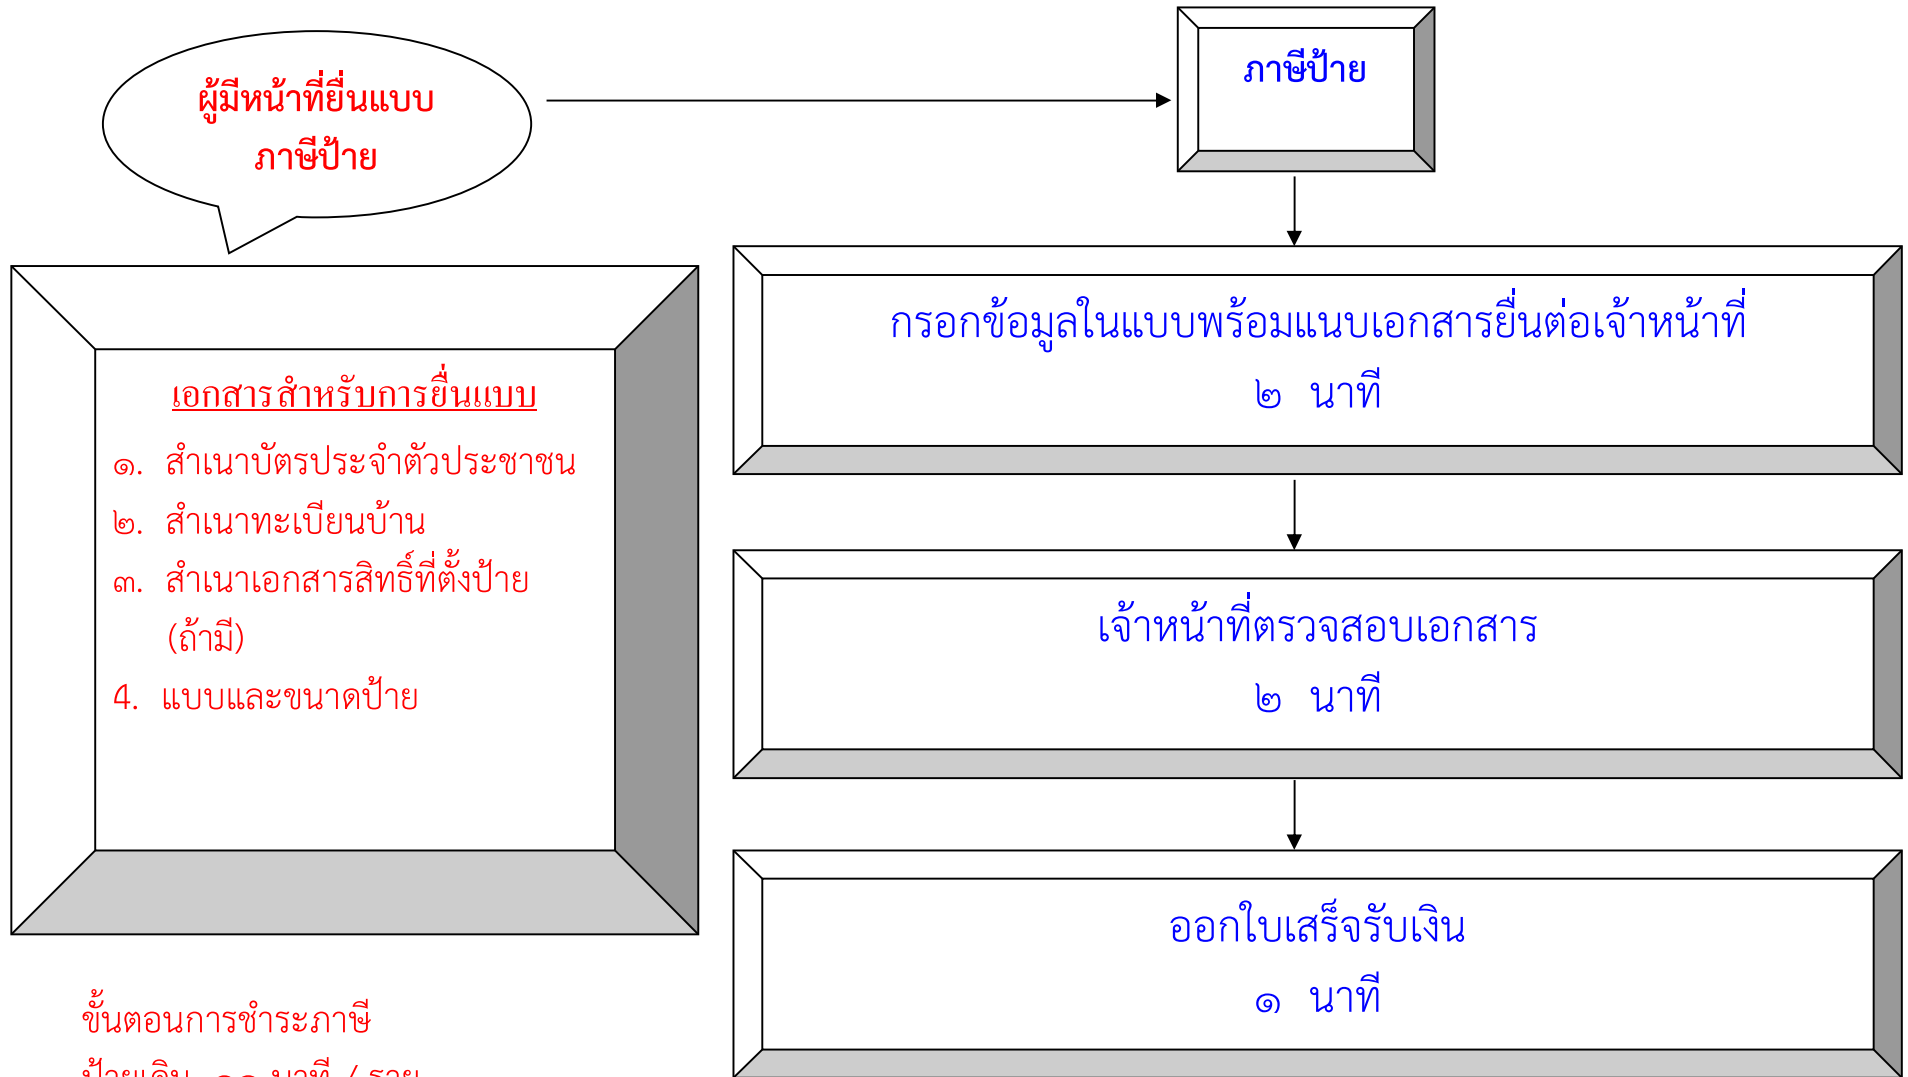 ผู้มีหน้าที่ยื่นแบบ
ภาษีป้าย
ภาษีป้าย
เอกสารสำหรับการยื่นแบบ
๑. สำเนาบัตรประจำตัวประชาชน
๒. สำเนาทะเบียนบ้าน
๓. สำเนาเอกสารสิทธิ์ที่ตั้งป้าย
(ถ้ามี)
4. แบบและขนาดป้าย
กรอกข้อมูลในแบบพร้อมแนบเอกสารยื่นต่อเจ้าหน้าที่
๒ นาที
เจ้าหน้าที่ตรวจสอบเอกสาร
๒ นาที
ออกใบเสร็จรับเงิน
๑ นาที
ขั้นตอนการชำระภาษี
นาที / ราย